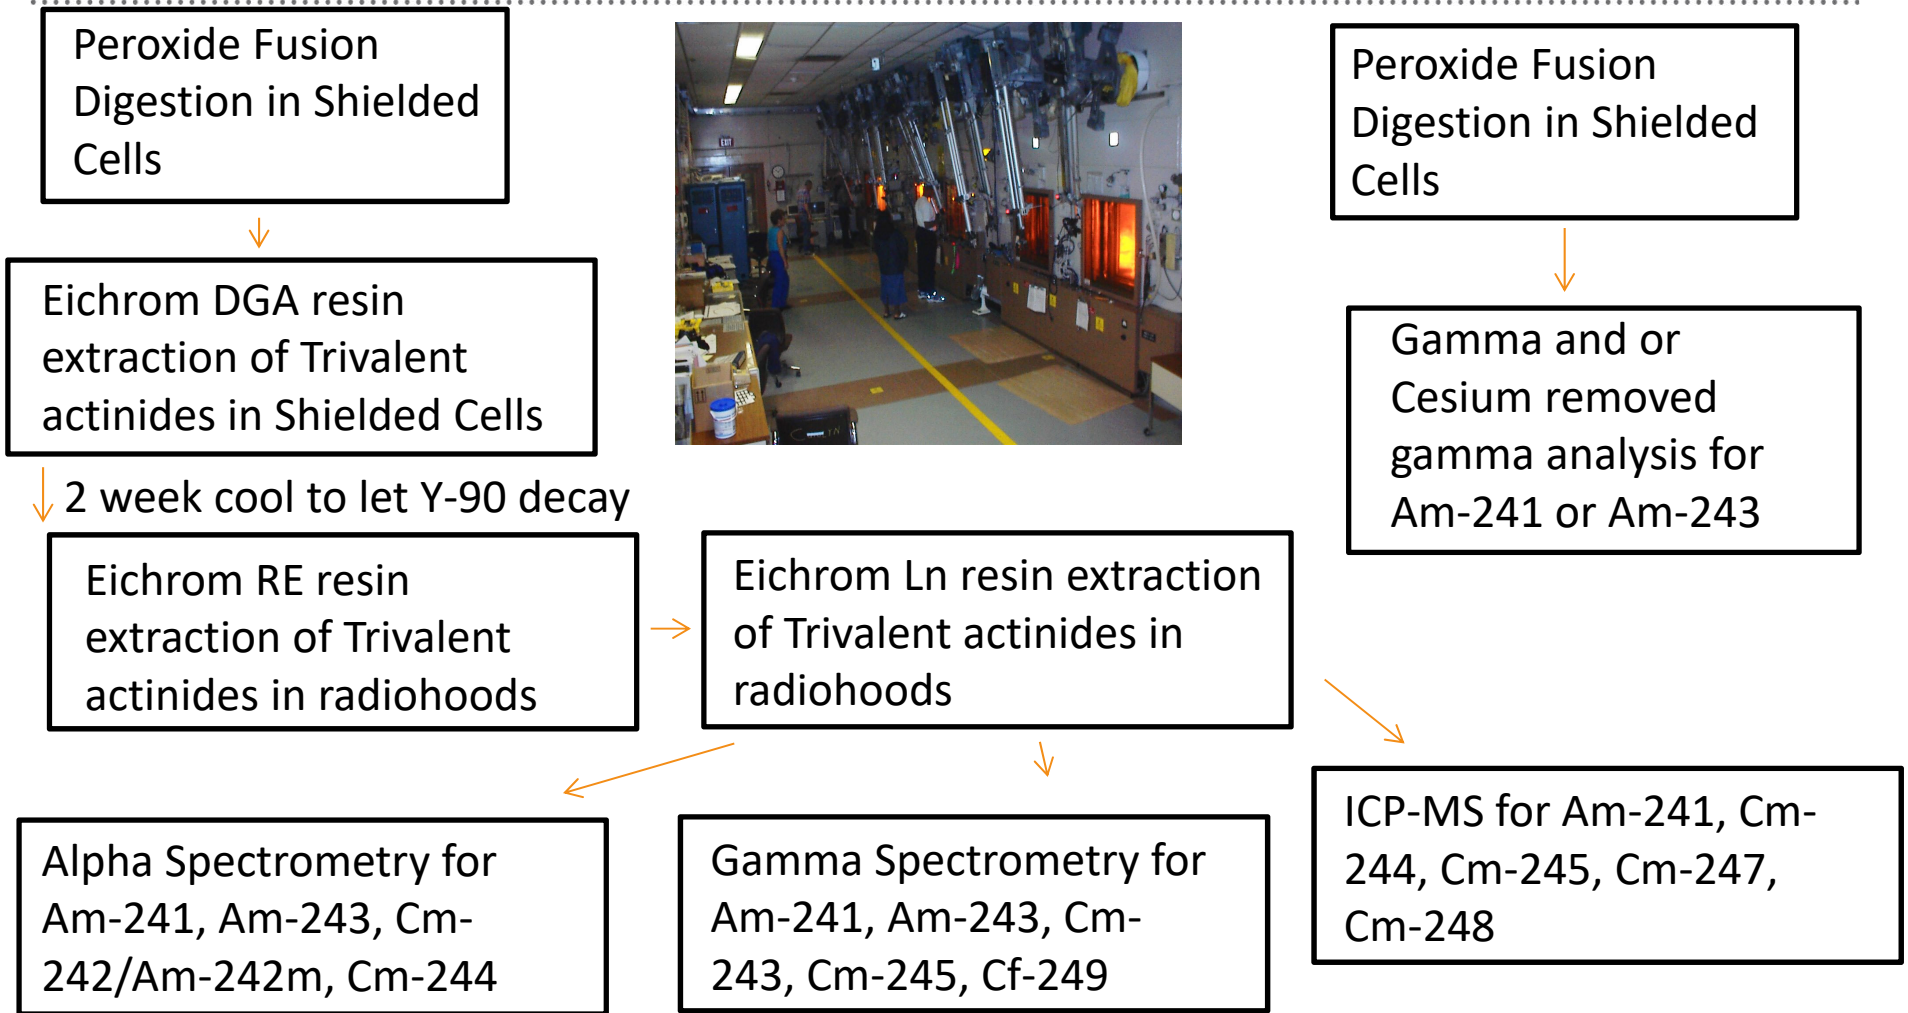 Peroxide Fusion
Digestion in Shielded
Cells
Eichrom DGA resin
extraction of Trivalent
actinides in Shielded Cells
2 week cool to let Y-90 decay
Eichrom RE resin
extraction of Trivalent
actinides in radiohoods
Eichrom Ln resin extraction
of Trivalent actinides in
radiohoods
Alpha Spectrometry for
Am-241, Am-243, Cm-
242/Am-242m, Cm-244
Gamma Spectrometry for
Am-241, Am-243, Cm-
243, Cm-245, Cf-249
ICP-MS for Am-241, Cm-
244, Cm-245, Cm-247,
Cm-248
Peroxide Fusion
Digestion in Shielded
Cells
Gamma and or
Cesium removed
gamma analysis for
Am-241 or Am-243
EXIT